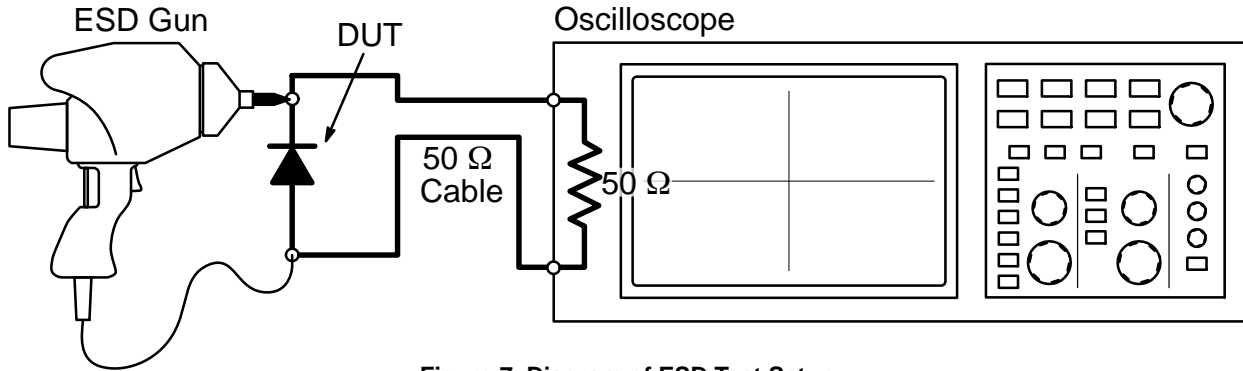 ESD Gun
Oscilloscope
DUT
50 Ω
Cable
50 Ω